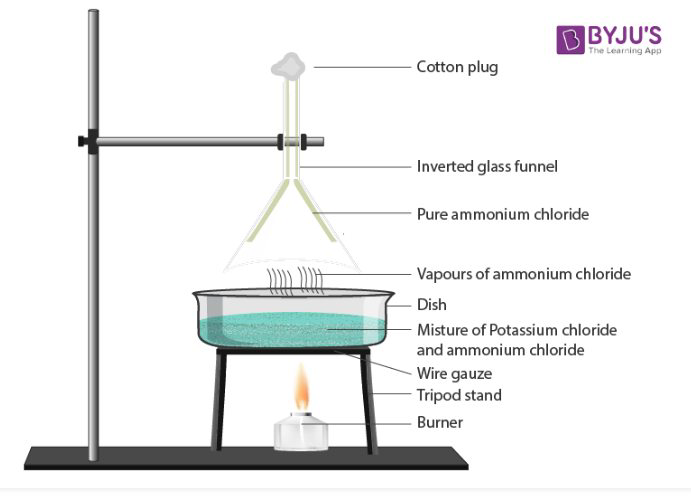 BYJU'S
The Learning App
Cotton plug
Inverted glass funnel
Pure ammonium chloride
Vapours of ammonium chloride
Dish
Misture of Potassium chloride
and ammonium chloride
Wire gauze
Tripod stand
Burner